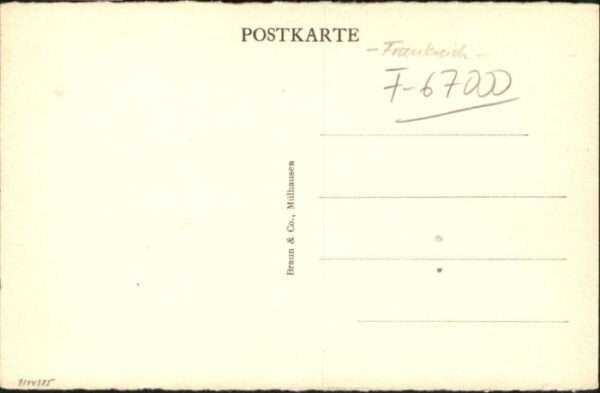 POSTKARTE
- Frankreich -
F-67000
Braun & Co., Mülhausen